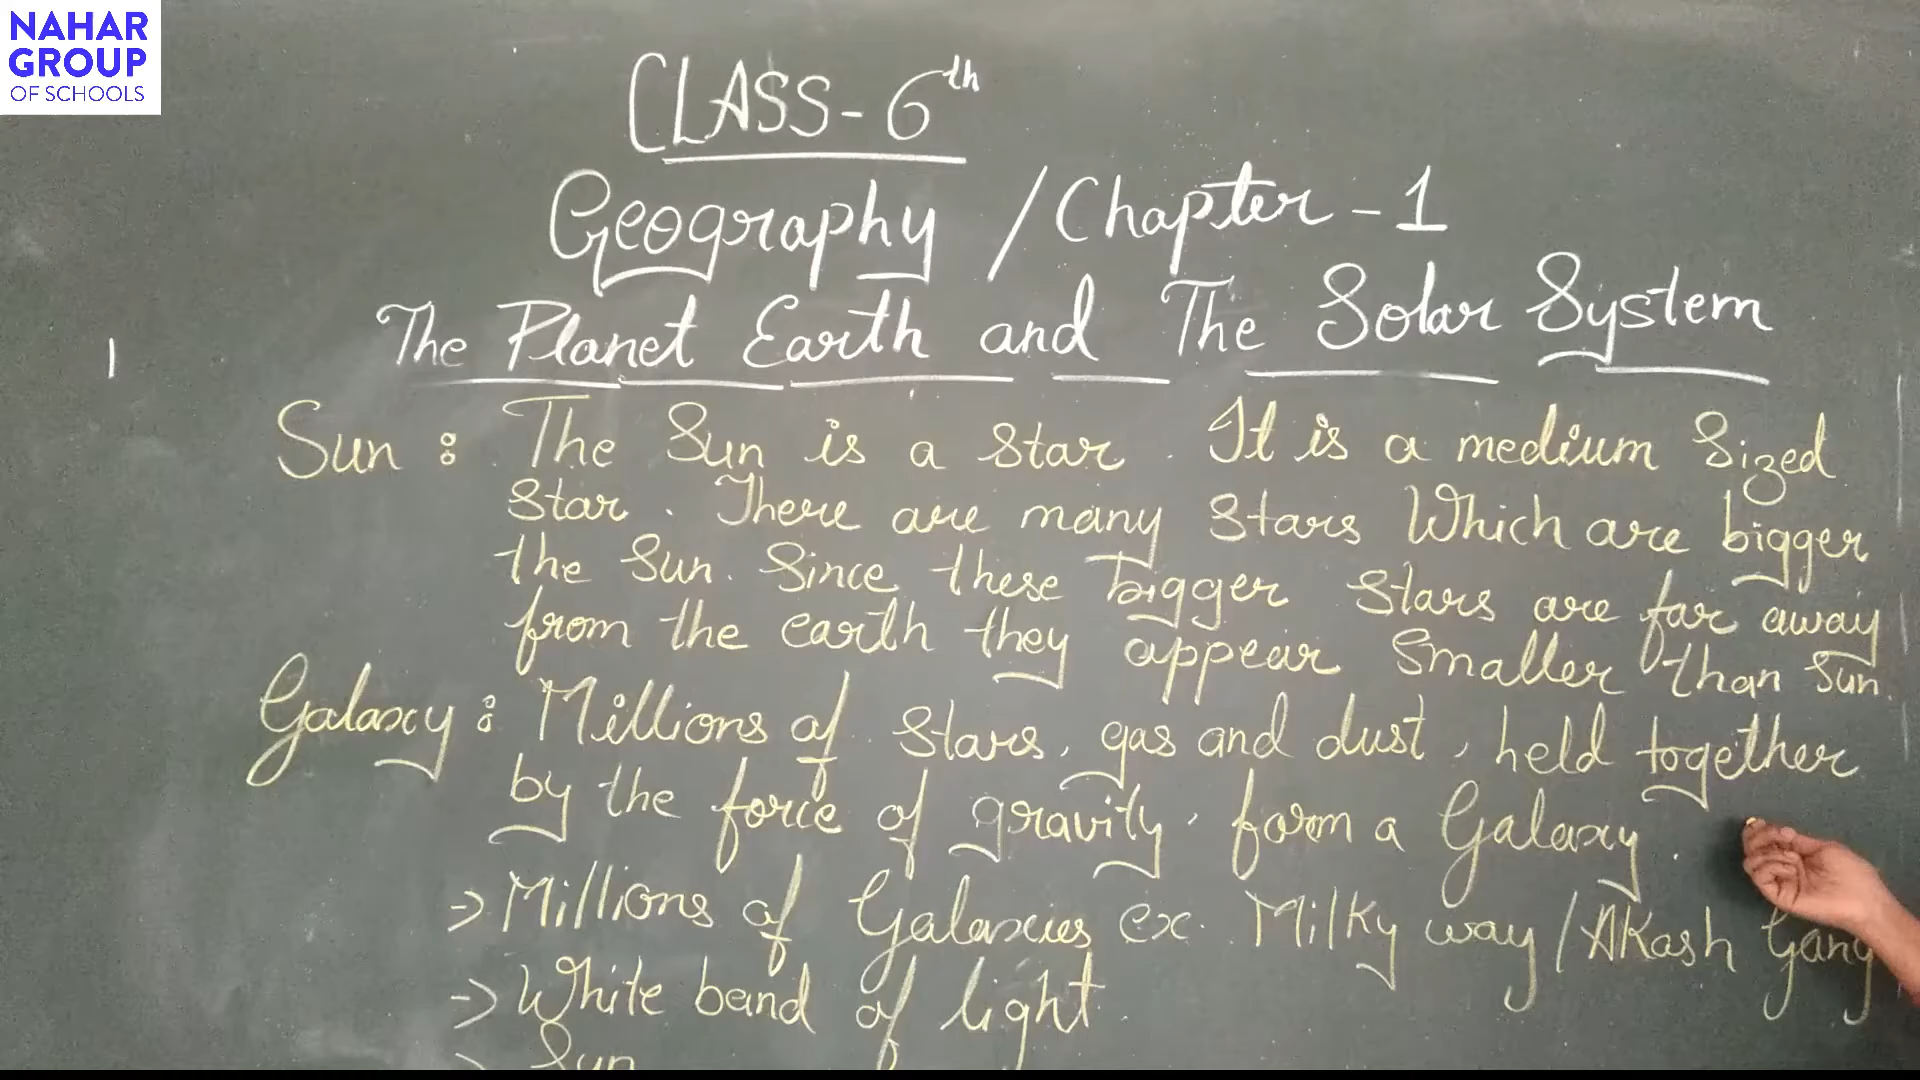 NAHAR
GROUP
OF SCHOOLS
CLASS-6th
Geography / Chapter - 1
The Planet Earth and The Solar System
1
Sun : The Sun is a star. It is a medium Sized
Star. There are many Stars Which are bigger
the Sun. Since these bigger Stars are far away
from the earth they appear Smaller than Sun.
Galaxy : Millions of Stars, gas and dust, held together
by the force of gravity, form a Galaxy.
-> Millions of Galaxies ex. Milky way / AKash Gang
-> White band of light.
Sun